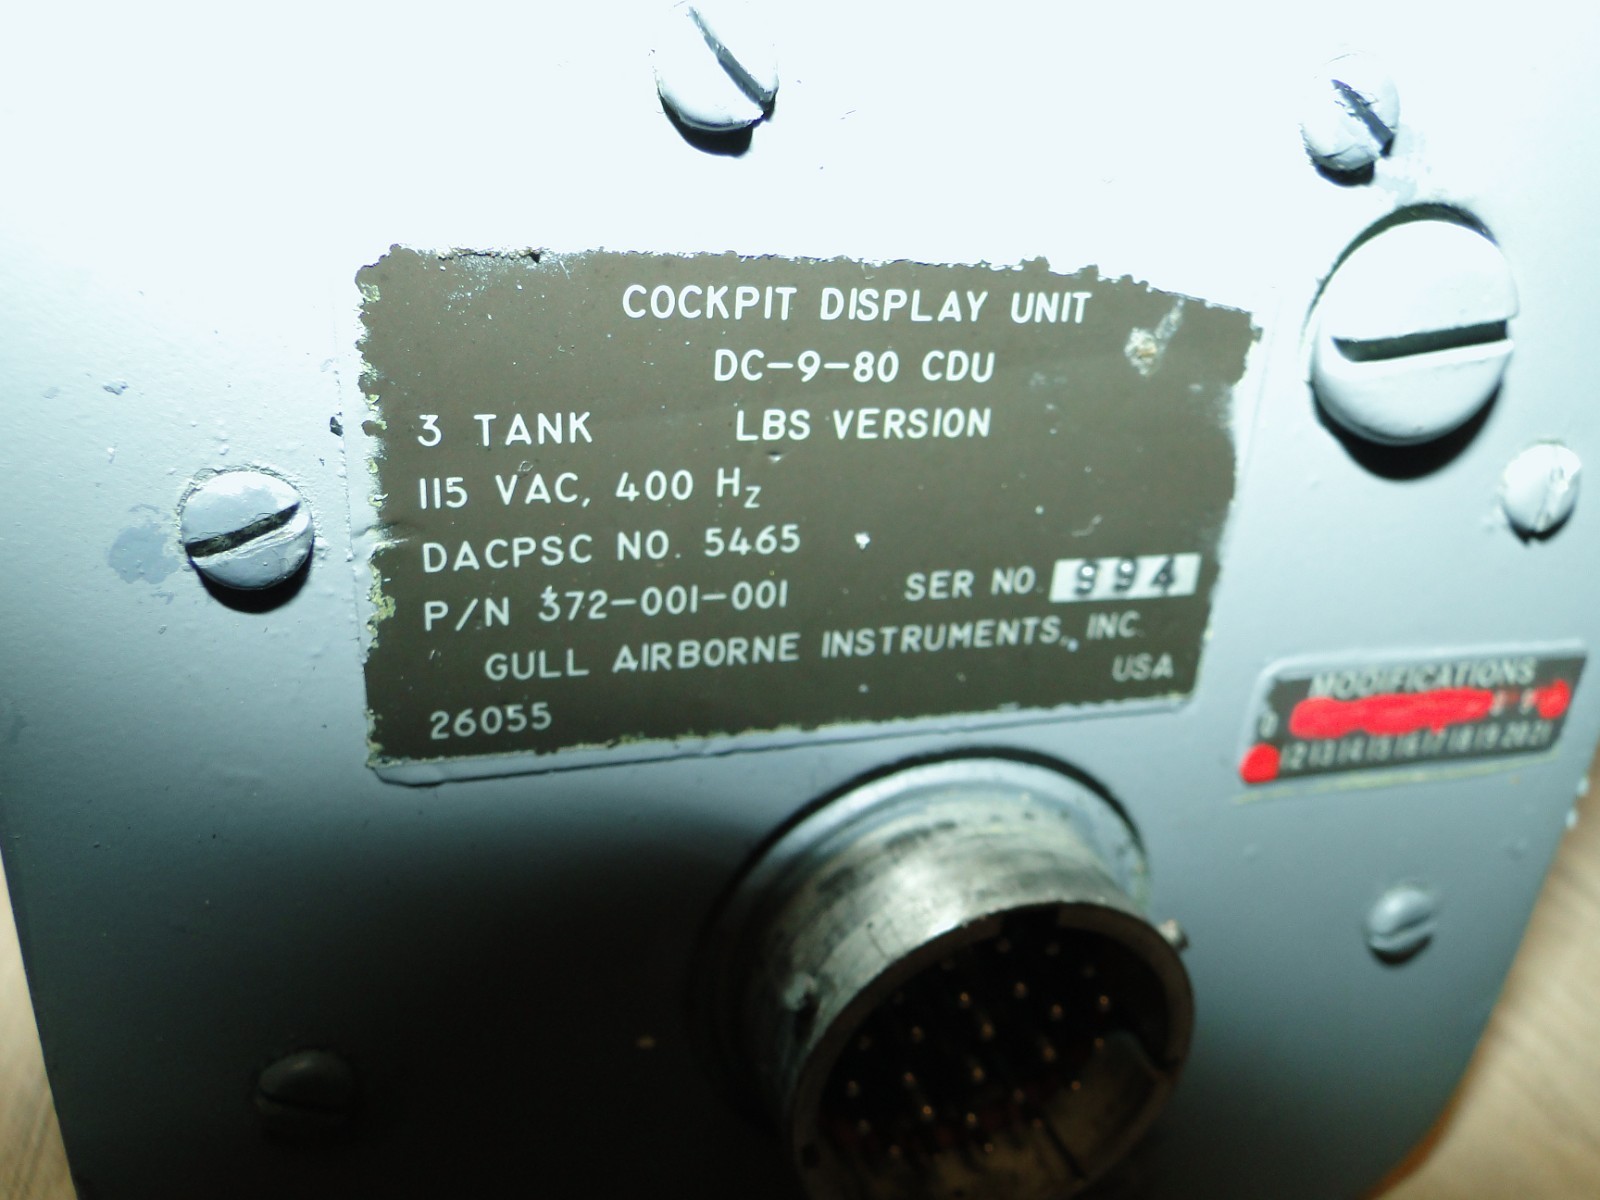 COCKPIT DISPLAY UNIT
DC-9-80 CDU
3 TANK LBS VERSION
115 VAC, 400 Hz
DACPSC NO. 5465
P/N 372-001-001 SER NO. 994
GULL AIRBORNE INSTRUMENTS, INC.
USA
26055
MODIFICATIONS
0
12 13 14 15 16 17 18 19 20 21